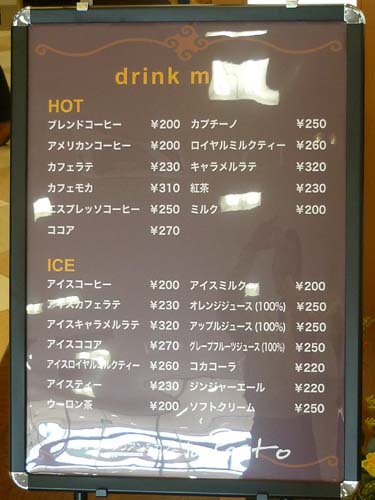 drink
HOT
ブレンドコーヒー ¥200 カプチーノ ¥250
アメリカンコーヒー ¥200 ロイヤルミルクティー ¥260
カフェラテ ¥230 キャラメルラテ ¥320
カフェモカ ¥310 紅茶 ¥230
エスプレッソコーヒー ¥250 ミルク ¥200
ココア ¥270
ICE
アイスコーヒー ¥200 アイスミルク ¥200
アイスカフェラテ ¥230 オレンジジュース(100%) ¥250
アイスキャラメルラテ ¥320 アップルジュース(100%) ¥250
アイスココア ¥270 グレープフルーツジュース(100%) ¥250
アイスロイヤルミルクティー ¥260 コカコーラ ¥220
アイスティー ¥230 ジンジャーエール ¥220
ウーロン茶 ¥200 ソフトクリーム ¥250